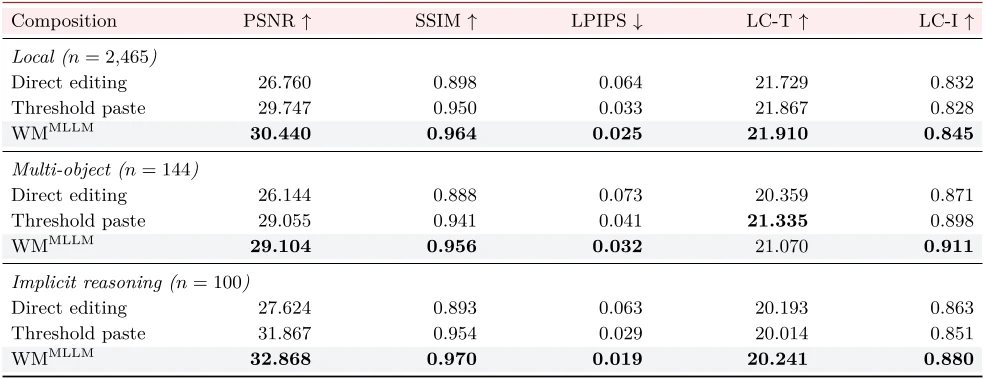 Composition PSNR ↑ SSIM ↑ LPIPS ↓ LC-T ↑ LC-I ↑
Local (n = 2,465)
Direct editing 26.760 0.898 0.064 21.729 0.832
Threshold paste 29.747 0.950 0.033 21.867 0.828
WM^MLLM 30.440 0.964 0.025 21.910 0.845
Multi-object (n = 144)
Direct editing 26.144 0.888 0.073 20.359 0.871
Threshold paste 29.055 0.941 0.041 21.335 0.898
WM^MLLM 29.104 0.956 0.032 21.070 0.911
Implicit reasoning (n = 100)
Direct editing 27.624 0.893 0.063 20.193 0.863
Threshold paste 31.867 0.954 0.029 20.014 0.851
WM^MLLM 32.868 0.970 0.019 20.241 0.880